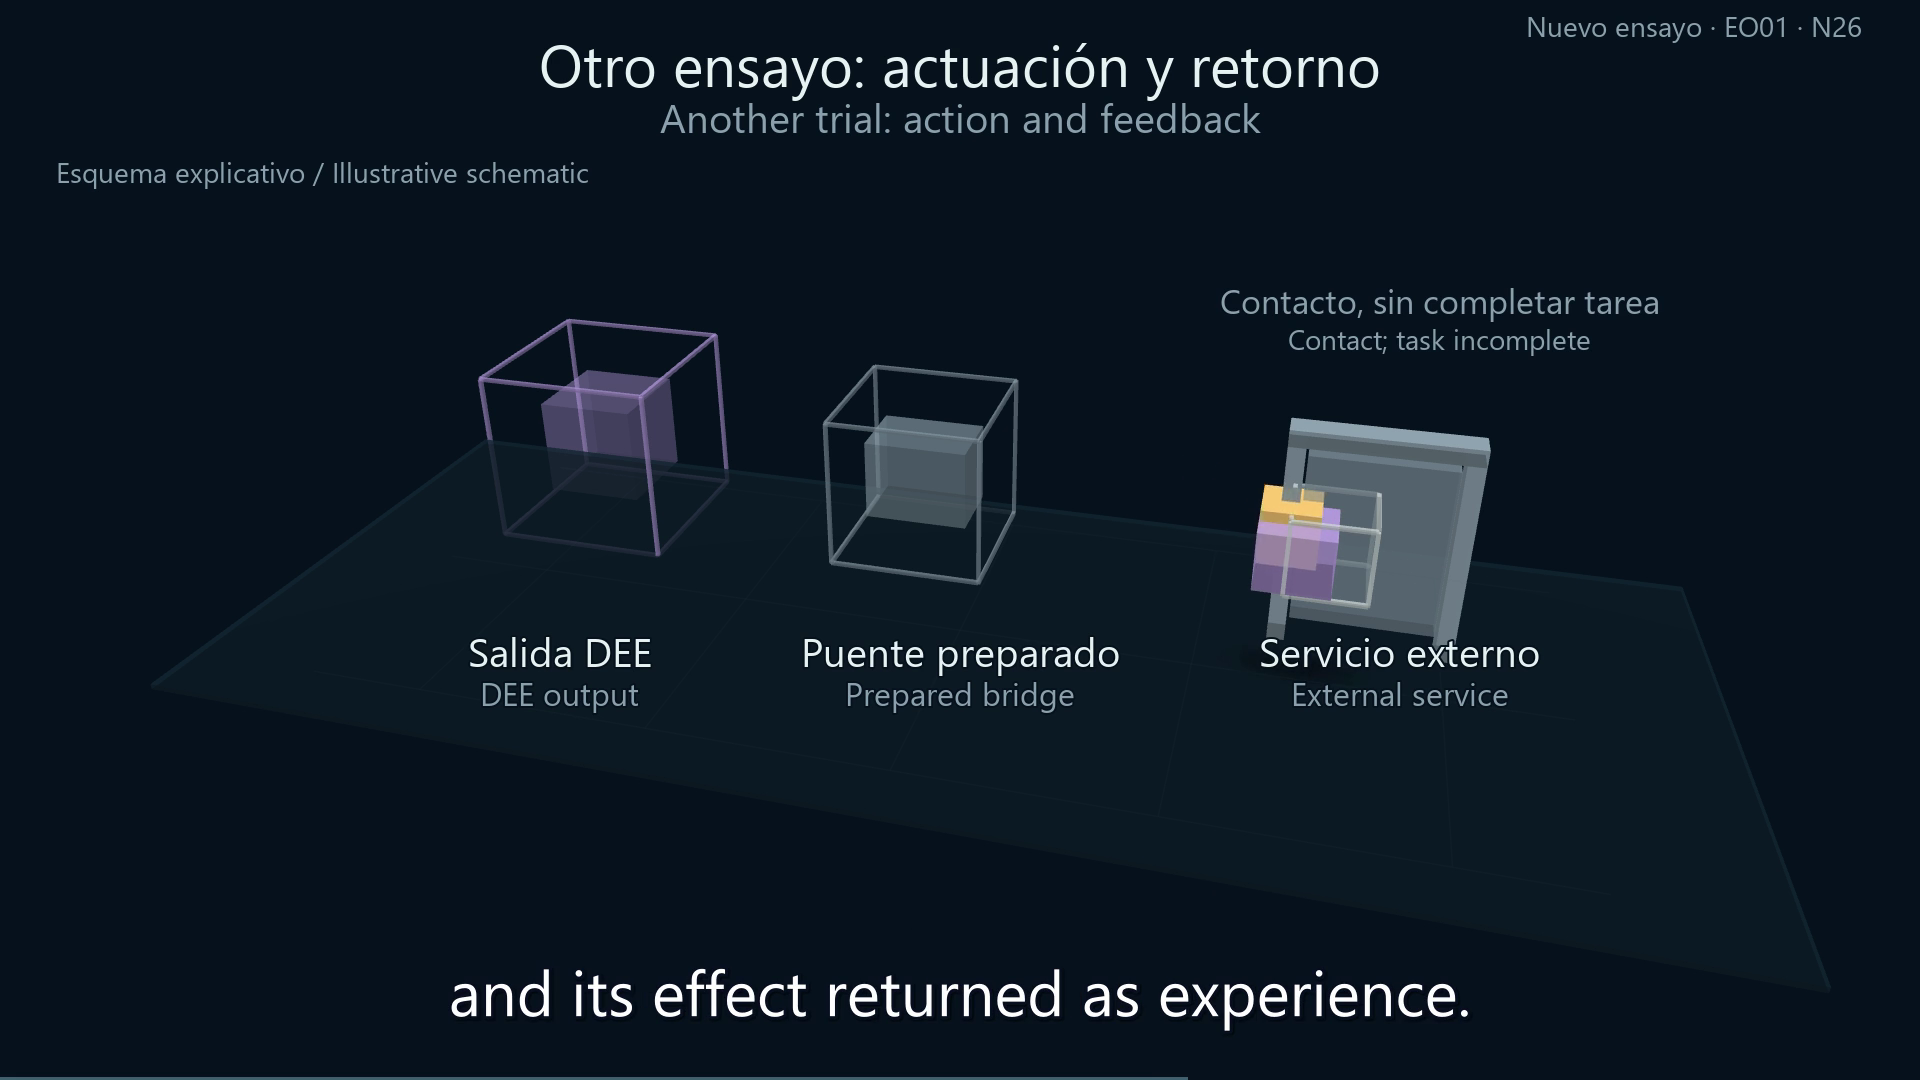 Nuevo ensayo · EO01 · N26
Otro ensayo: actuación y retorno
Another trial: action and feedback
Esquema explicativo / Illustrative schematic
Contacto, sin completar tarea
Contact; task incomplete
Salida DEE
DEE output
Puente preparado
Prepared bridge
Servicio externo
External service
and its effect returned as experience.